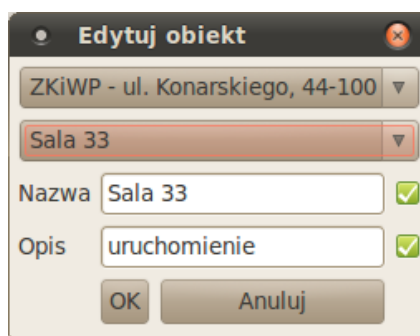 Edytuj obiekt
ZKiWP - ul. Konarskiego, 44-100
Sala 33
Nazwa Sala 33
Opis uruchomienie
OK Anuluj